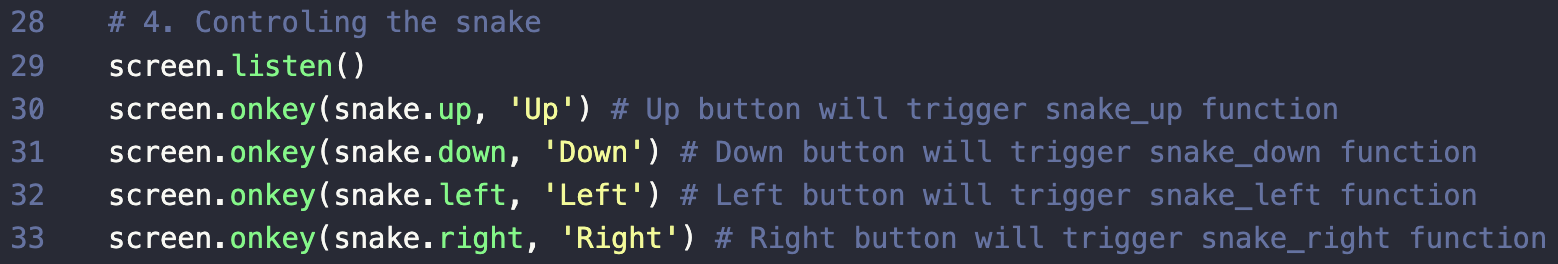 28 # 4. Controling the snake
29 screen.listen()
30 screen.onkey(snake.up, 'Up') # Up button will trigger snake_up function
31 screen.onkey(snake.down, 'Down') # Down button will trigger snake_down function
32 screen.onkey(snake.left, 'Left') # Left button will trigger snake_left function
33 screen.onkey(snake.right, 'Right') # Right button will trigger snake_right function